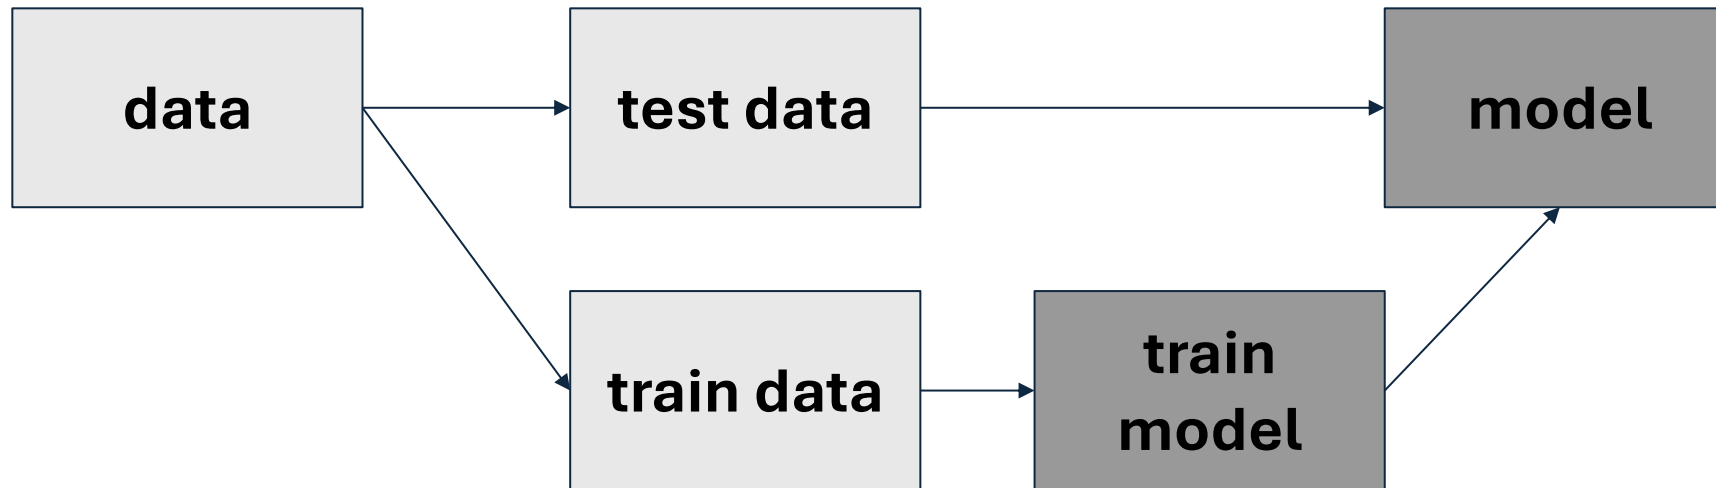 data
test data
model
train data
train
model